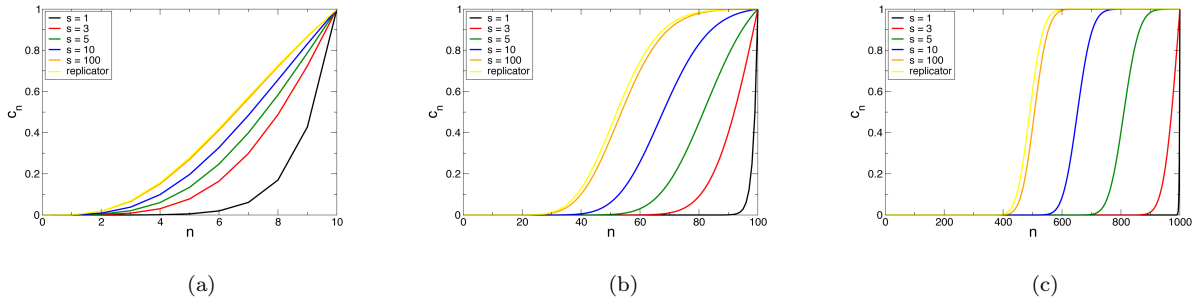 1
0.8
0.6
0.4
0.2
0
c_n
s = 1
s = 3
s = 5
s = 10
s = 100
replicator
0 2 4 6 8 10
n
(a)
1
0.8
0.6
0.4
0.2
0
c_n
s = 1
s = 3
s = 5
s = 10
s = 100
replicator
0 20 40 60 80 100
n
(b)
1
0.8
0.6
0.4
0.2
0
c_n
s = 1
s = 3
s = 5
s = 10
s = 100
replicator
0 200 400 600 800 1000
n
(c)